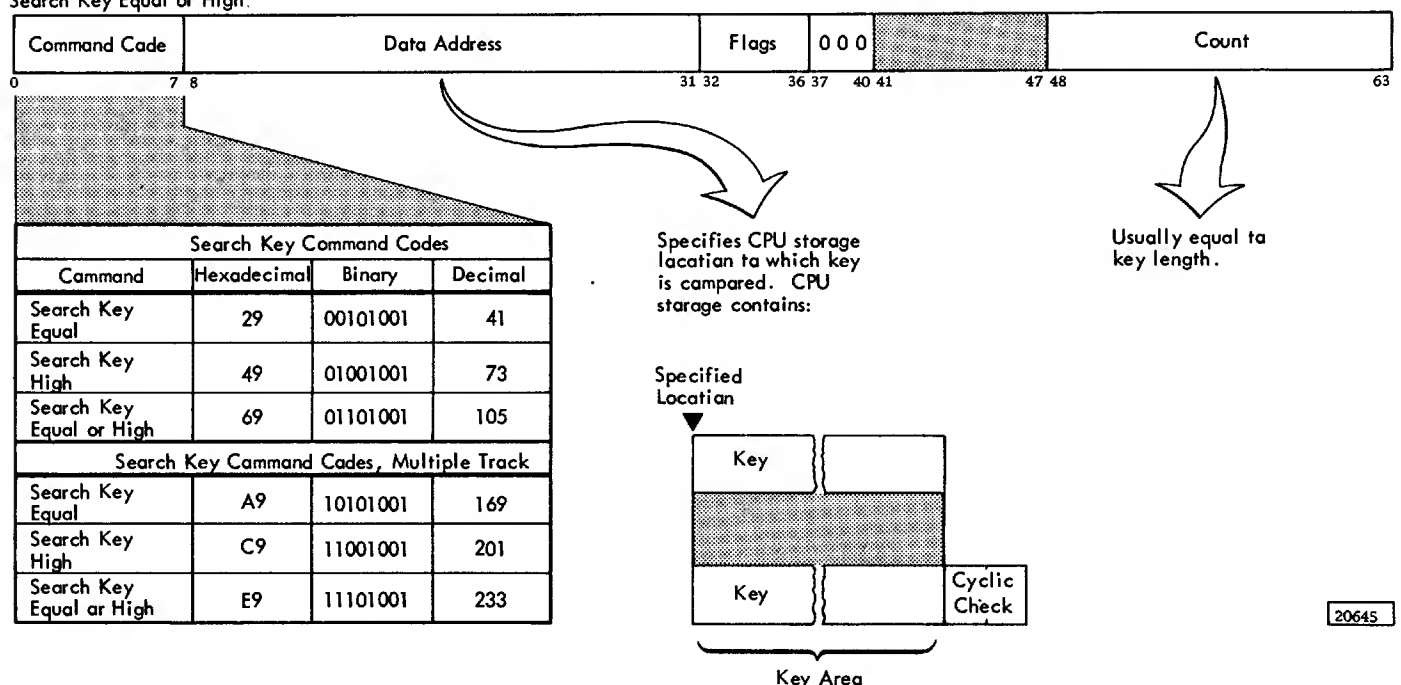 Search Key Equal or High.
Command Cade Data Address Flags 0 0 0 Count
0 7 8 31 32 36 37 40 41 47 48 63
Search Key Command Codes
Cammand Hexadecimal Binary Decimal
Search Key
Equal 29 00101001 41
Search Key
High 49 01001001 73
Search Key
Equal or High 69 01101001 105
Search Key Cammand Codes, Multiple Track
Search Key
Equal A9 10101001 169
Search Key
High C9 11001001 201
Search Key
Equal ar High E9 11101001 233
Specifies CPU storage
lacation ta which key
is campared. CPU
starage contains:
Usually equal ta
key length.
Specified
Location
Key
Key
Cyclic
Check
Key Area
20645